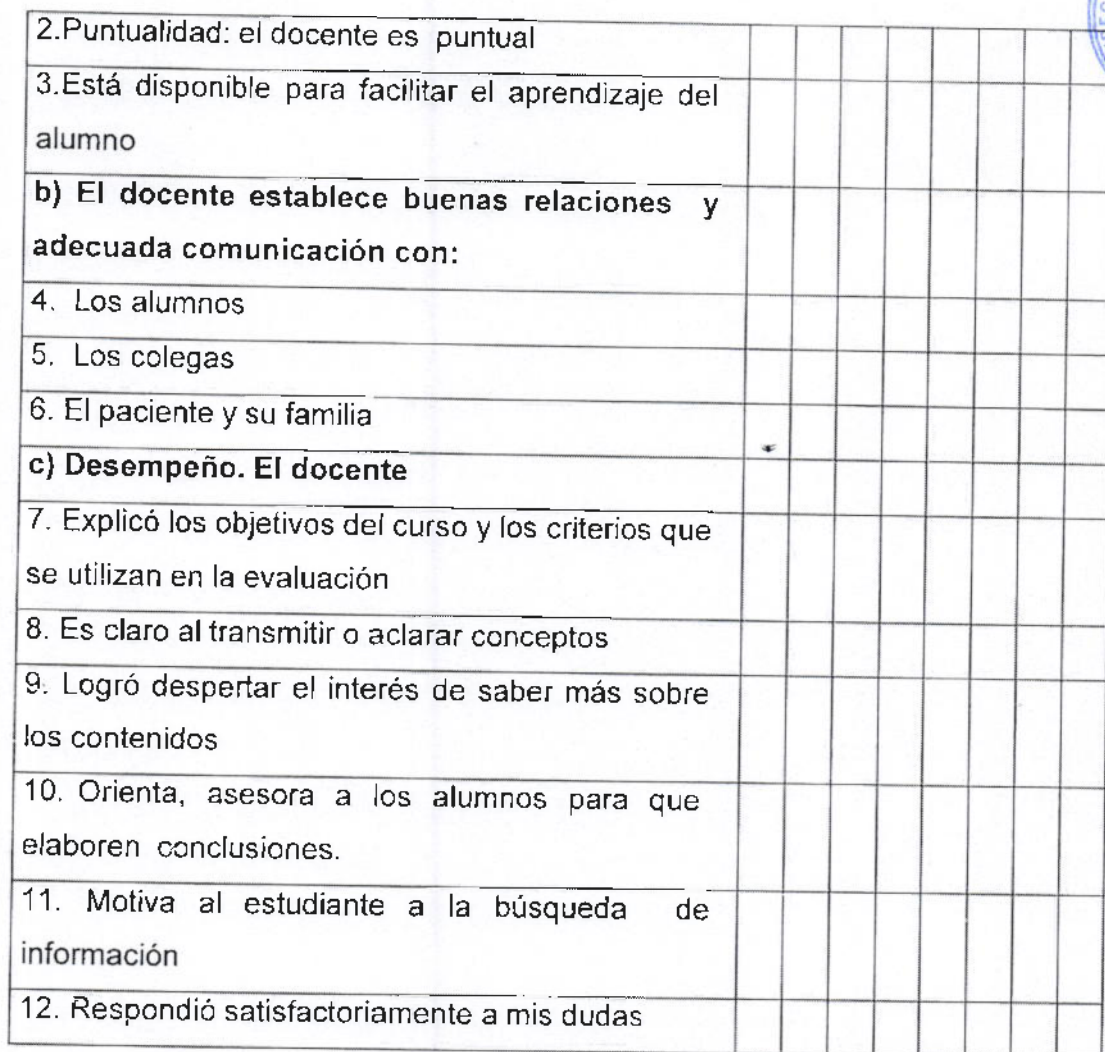 2.Puntualidad: el docente es puntual
3.Está disponible para facilitar el aprendizaje del
alumno
b) El docente establece buenas relaciones y
adecuada comunicación con:
4. Los alumnos
5. Los colegas
6. El paciente y su familia
c) Desempeño. El docente
7. Explicó los objetivos del curso y los criterios que
se utilizan en la evaluación
8. Es claro al transmitir o aclarar conceptos
9. Logró despertar el interés de saber más sobre
los contenidos
10. Orienta, asesora a los alumnos para que
elaboren conclusiones.
11. Motiva al estudiante a la búsqueda de
información
12. Respondió satisfactoriamente a mis dudas